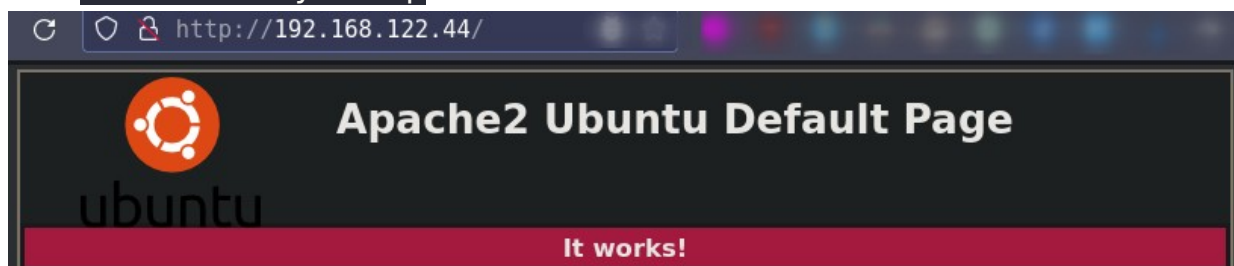 http://192.168.122.44/
Apache2 Ubuntu Default Page
ubuntu
It works!